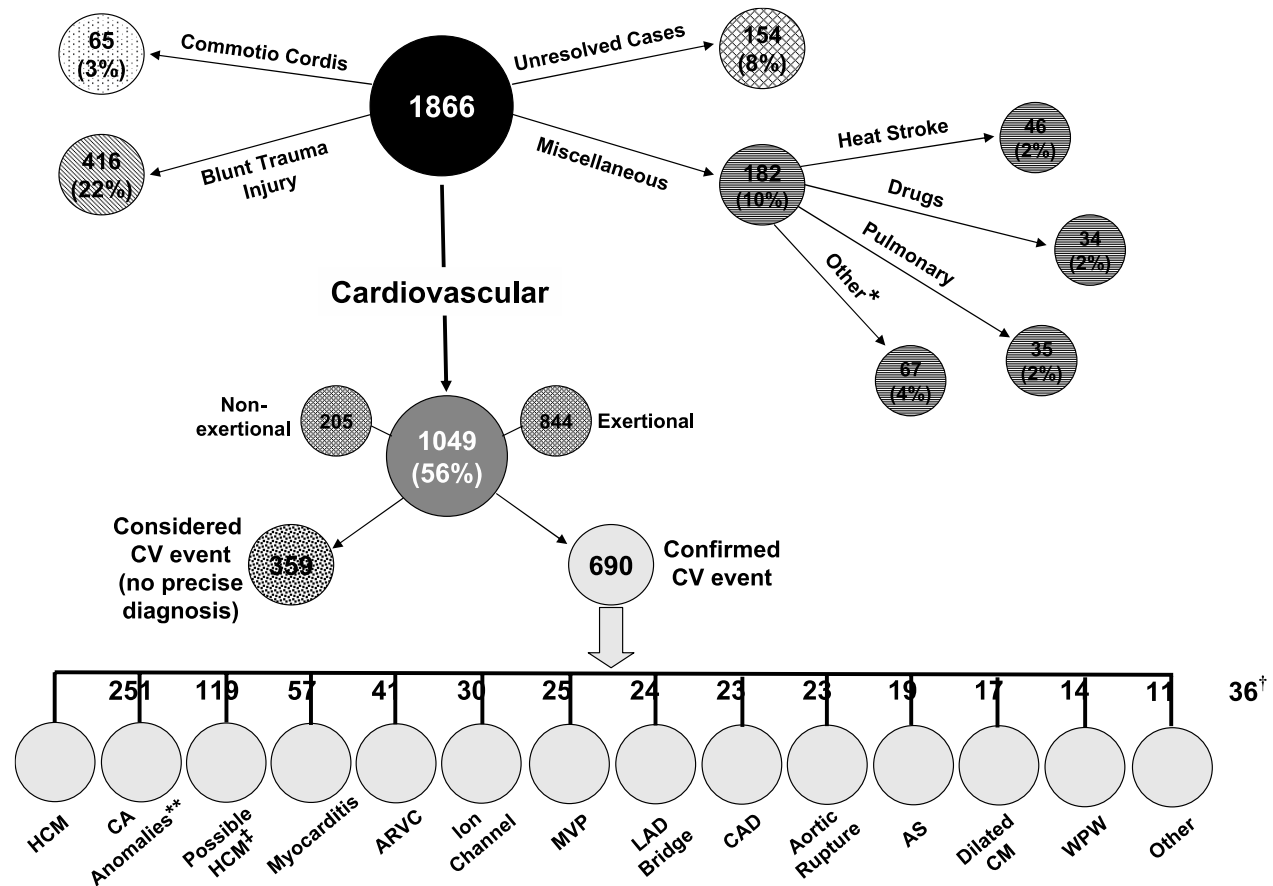 65
(3%)
Commotio Cordis
1866
Unresolved Cases
154
(8%)
416
(22%)
Blunt Trauma
Injury
Miscellaneous
182
(10%)
Heat Stroke
46
(2%)
Drugs
34
(2%)
Pulmonary
35
(2%)
Other*
67
(4%)
Cardiovascular
Non-
exertional
205
844
Exertional
1049
(56%)
Considered
CV event
(no precise
diagnosis)
359
690
Confirmed
CV event
251 119 57 41 30 25 24 23 23 19 17 14 11 36†
HCM
CA
Anomalies**
Possible
HCM‡
Myocarditis
ARVC
Ion
Channel
MVP
LAD
Bridge
CAD
Aortic
Rupture
AS
Dilated
CM
WPW
Other